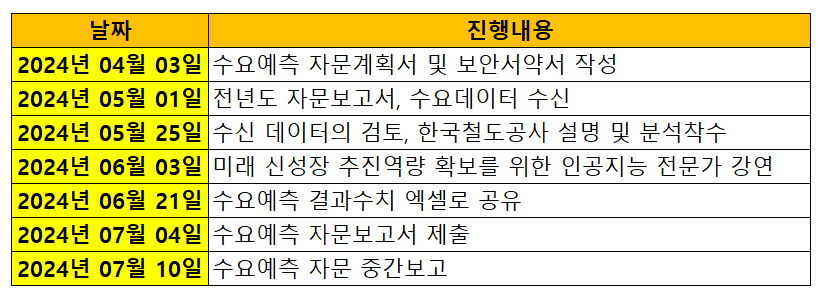 날짜 진행내용
2024년 04월 03일 수요예측 자문계획서 및 보안서약서 작성
2024년 05월 01일 전년도 자문보고서, 수요데이터 수신
2024년 05월 25일 수신 데이터의 검토, 한국철도공사 설명 및 분석착수
2024년 06월 03일 미래 신성장 추진역량 확보를 위한 인공지능 전문가 강연
2024년 06월 21일 수요예측 결과수치 엑셀로 공유
2024년 07월 04일 수요예측 자문보고서 제출
2024년 07월 10일 수요예측 자문 중간보고